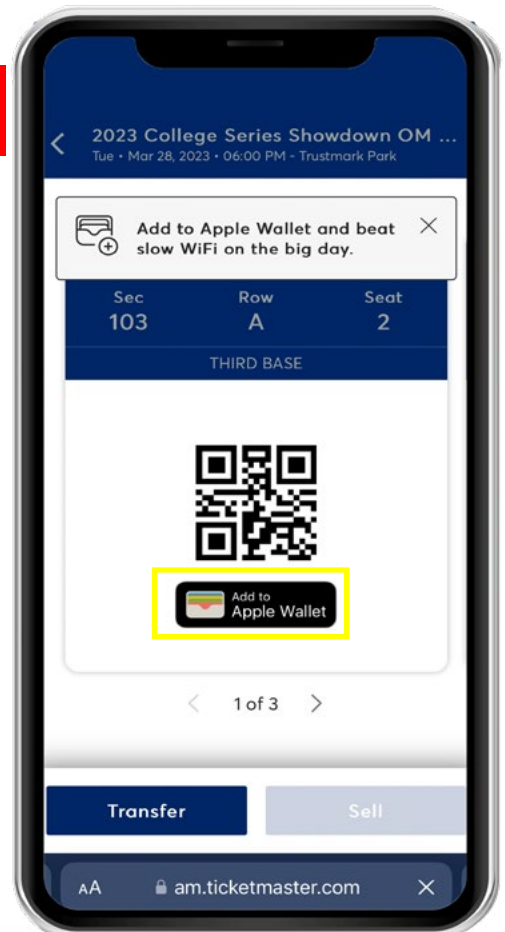 2023 College Series Showdown OM ...
Tue • Mar 28, 2023 • 06:00 PM - Trustmark Park
Add to Apple Wallet and beat
slow WiFi on the big day.
Sec Row Seat
103 A 2
THIRD BASE
Add to
Apple Wallet
1 of 3
Transfer Sell
AA am.ticketmaster.com